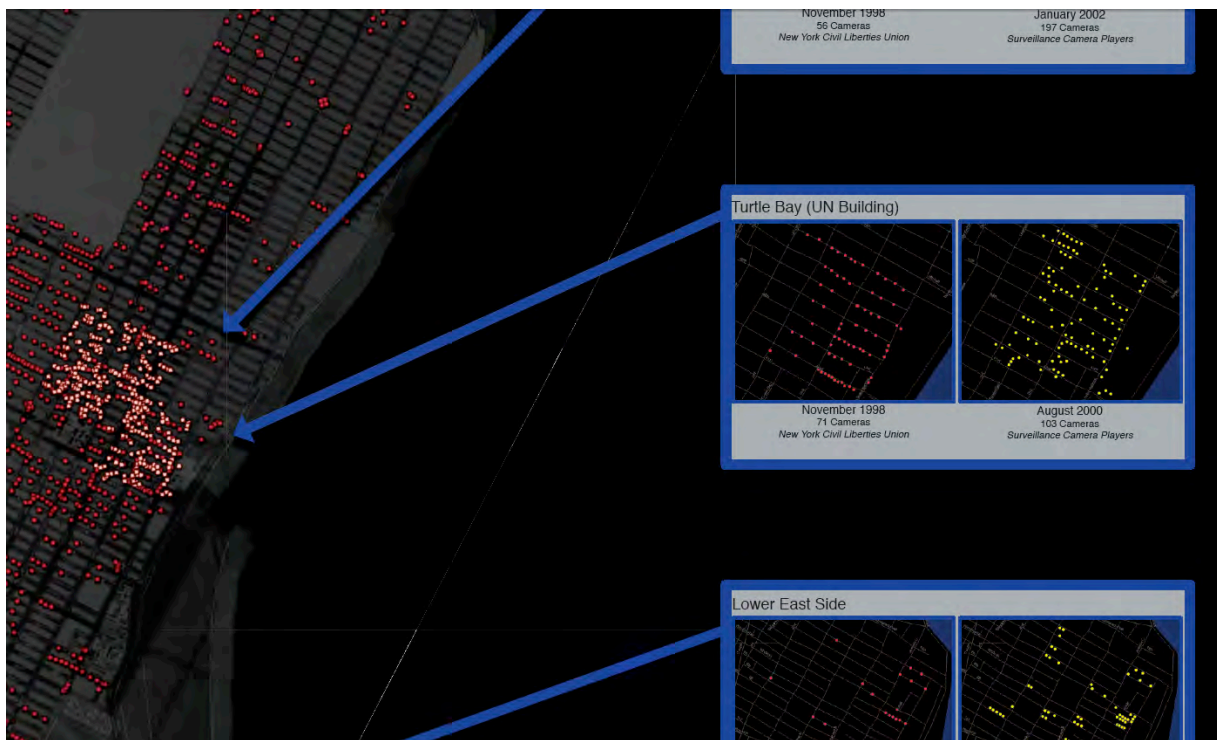 November 1998
56 Cameras
New York Civil Liberties Union
January 2002
197 Cameras
Surveillance Camera Players
Turtle Bay (UN Building)
November 1998
71 Cameras
New York Civil Liberties Union
August 2000
103 Cameras
Surveillance Camera Players
Lower East Side